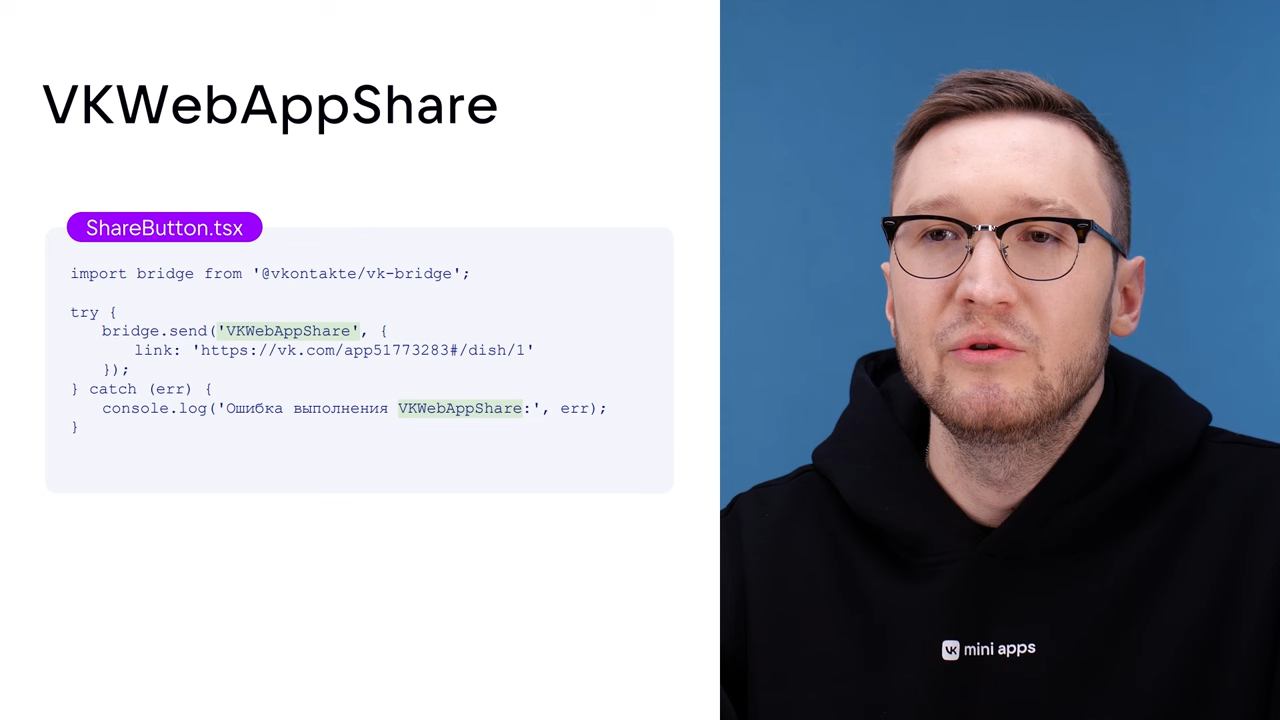 VKWebAppShare
ShareButton.tsx
import bridge from '@vkontakte/vk-bridge';
try {
bridge.send('VKWebAppShare', {
link: 'https://vk.com/app51773283#/dish/1'
});
} catch (err) {
console.log('Ошибка выполнения VKWebAppShare:', err);
}
VK mini apps